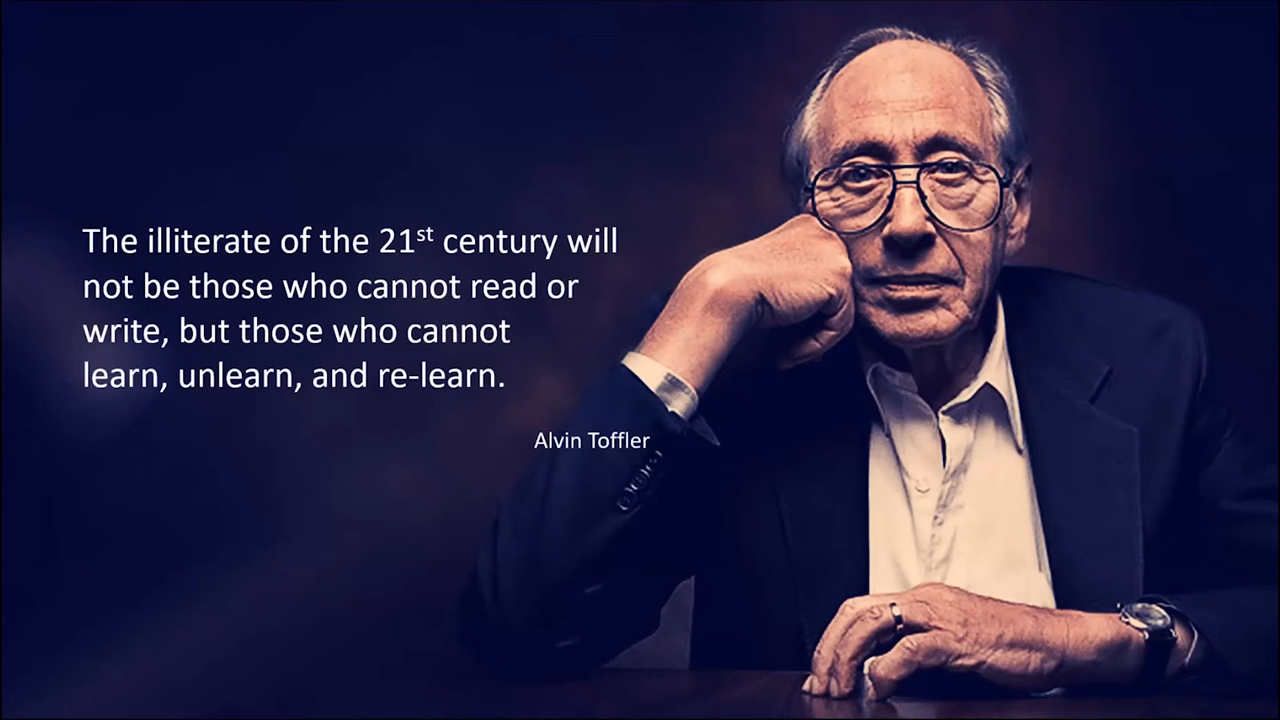 The illiterate of the 21st century will
not be those who cannot read or
write, but those who cannot
learn, unlearn, and re-learn.
Alvin Toffler